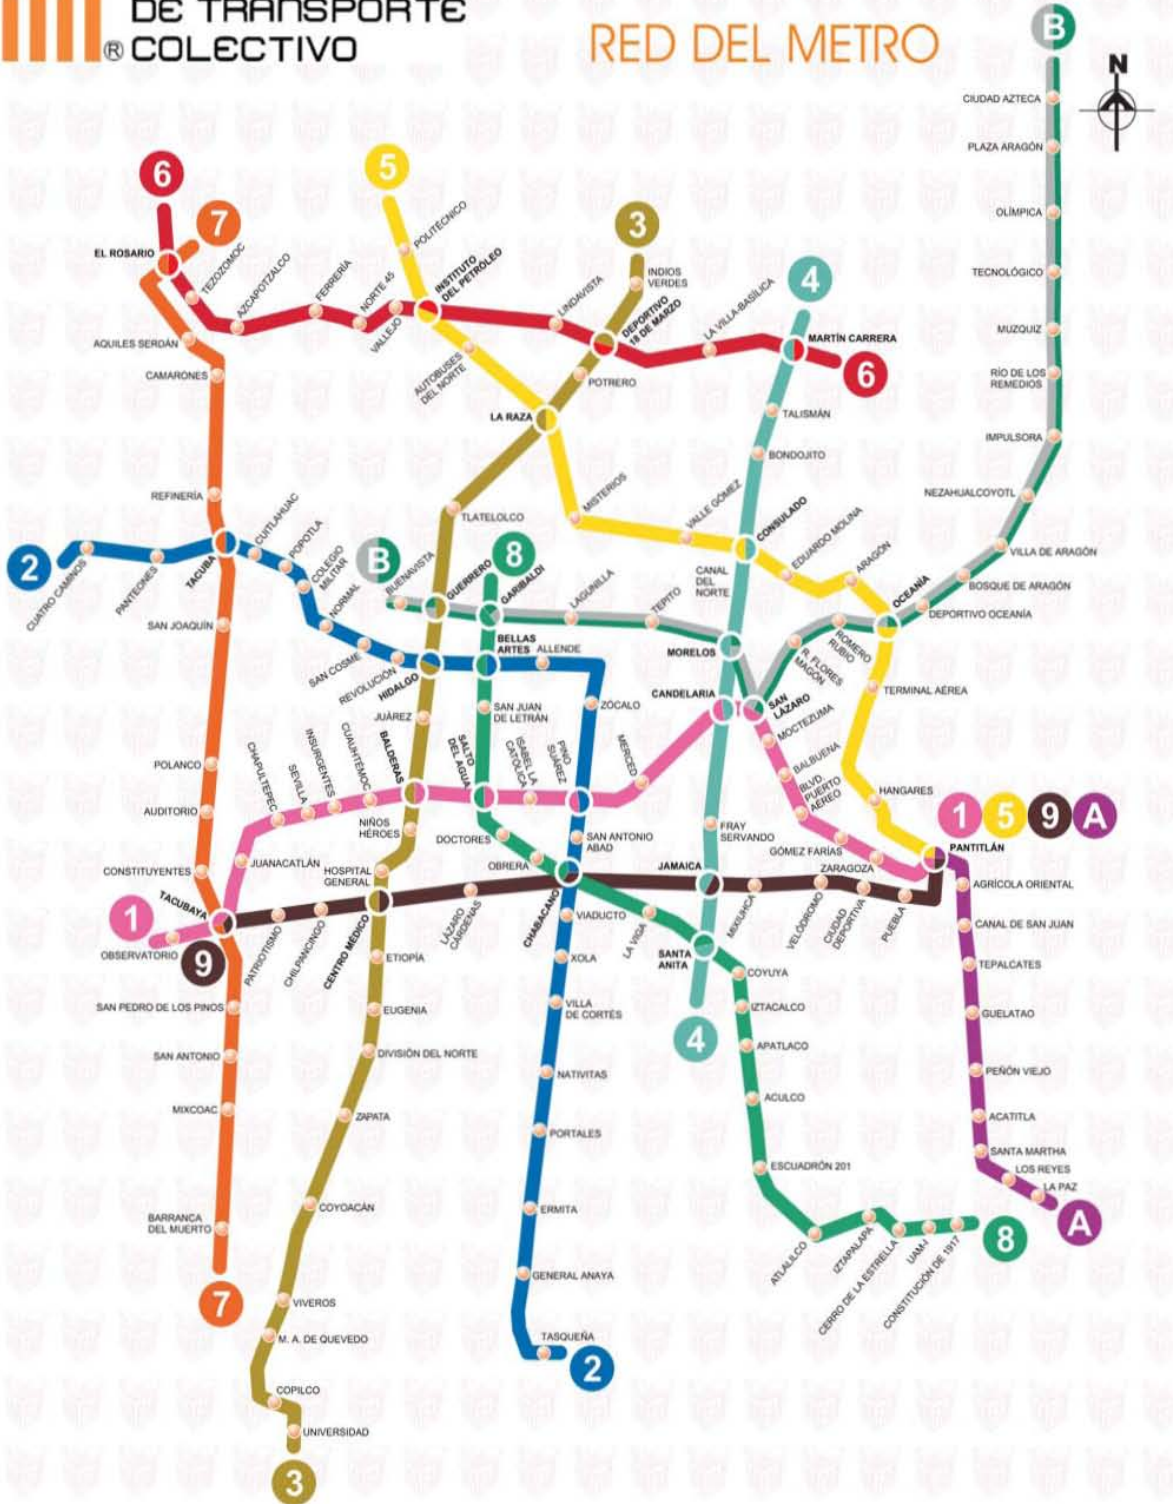 DE TRANSPORTE
® COLECTIVO
RED DEL METRO
B
N
CIUDAD AZTECA
PLAZA ARAGÓN
OLÍMPICA
TECNOLÓGICO
MUZQUIZ
RÍO DE LOS
REMEDIOS
IMPULSORA
NEZAHUALCOYOTL
VILLA DE ARAGÓN
BOSQUE DE ARAGÓN
DEPORTIVO OCEANÍA
OCEANÍA
6
7
5
3
4
EL ROSARIO
TEZOZOMOC
AZCAPOTZALCO
FERRERÍA
NORTE 45
VALLEJO
POLITÉCNICO
INSTITUTO
DEL PETRÓLEO
LINDAVISTA
INDIOS
VERDES
DEPORTIVO
18 DE MARZO
LA VILLA-BASÍLICA
MARTÍN CARRERA
6
AQUILES SERDÁN
CAMARONES
AUTOBUSES
DEL NORTE
POTRERO
LA RAZA
TALISMÁN
BONDOJITO
REFINERÍA
TLATELOLCO
MISTERIOS
VALLE GÓMEZ
CONSULADO
EDUARDO MOLINA
ARAGÓN
2
CUATRO CAMINOS
PANTEONES
TACUBA
CUITLAHUAC
POPOTLA
COLEGIO
MILITAR
NORMAL
SAN COSME
REVOLUCIÓN
HIDALGO
B
BUENAVISTA
GUERRERO
8
GARIBALDI
LAGUNILLA
TEPITO
CANAL
DEL
NORTE
MORELOS
ROMERO
RUBIO
R. FLORES
MAGÓN
SAN
LÁZARO
SAN JOAQUÍN
BELLAS
ARTES
ALLENDE
ZÓCALO
CANDELARIA
TERMINAL AÉREA
JUÁREZ
SAN JUAN
DE LETRÁN
MOCTEZUMA
BALBUENA
BLVD.
PUERTO
AEREO
HANGARES
POLANCO
AUDITORIO
CHAPULTEPEC
SEVILLA
INSURGENTES
CUAUHTÉMOC
BALDERAS
SALTO
DEL AGUA
ISABEL LA
CATÓLICA
PINO
SUÁREZ
MERCED
NIÑOS
HÉROES
DOCTORES
SAN ANTONIO
ABAD
FRAY
SERVANDO
GÓMEZ FARÍAS
1
5
9
A
PANTITLÁN
CONSTITUYENTES
JUANACATLÁN
HOSPITAL
GENERAL
OBRERA
JAMAICA
ZARAGOZA
AGRÍCOLA ORIENTAL
1
TACUBAYA
OBSERVATORIO
9
PATRIOTISMO
CHILPANCINGO
CENTRO MÉDICO
LÁZARO
CÁRDENAS
CHABACANO
VIADUCTO
LA VIGA
SANTA
ANITA
MIXIUHCA
VELÓDROMO
CIUDAD
DEPORTIVA
PUEBLA
CANAL DE SAN JUAN
ETIOPÍA
XOLA
COYUYA
TEPALCATES
SAN PEDRO DE LOS PINOS
EUGENIA
VILLA
DE CORTÉS
IZTACALCO
GUELATAO
4
SAN ANTONIO
DIVISIÓN DEL NORTE
NATIVITAS
APATLACO
PEÑÓN VIEJO
MIXCOAC
ZAPATA
PORTALES
ACULCO
ACATITLA
ESCUADRÓN 201
SANTA MARTHA
LOS REYES
LA PAZ
A
BARRANCA
DEL MUERTO
COYOACÁN
ERMITA
ATLALILCO
IZTAPALAPA
CERRO DE LA ESTRELLA
UAM-I
CONSTITUCIÓN DE 1917
8
7
VIVEROS
GENERAL ANAYA
M. A. DE QUEVEDO
TASQUEÑA
2
COPILCO
UNIVERSIDAD
3